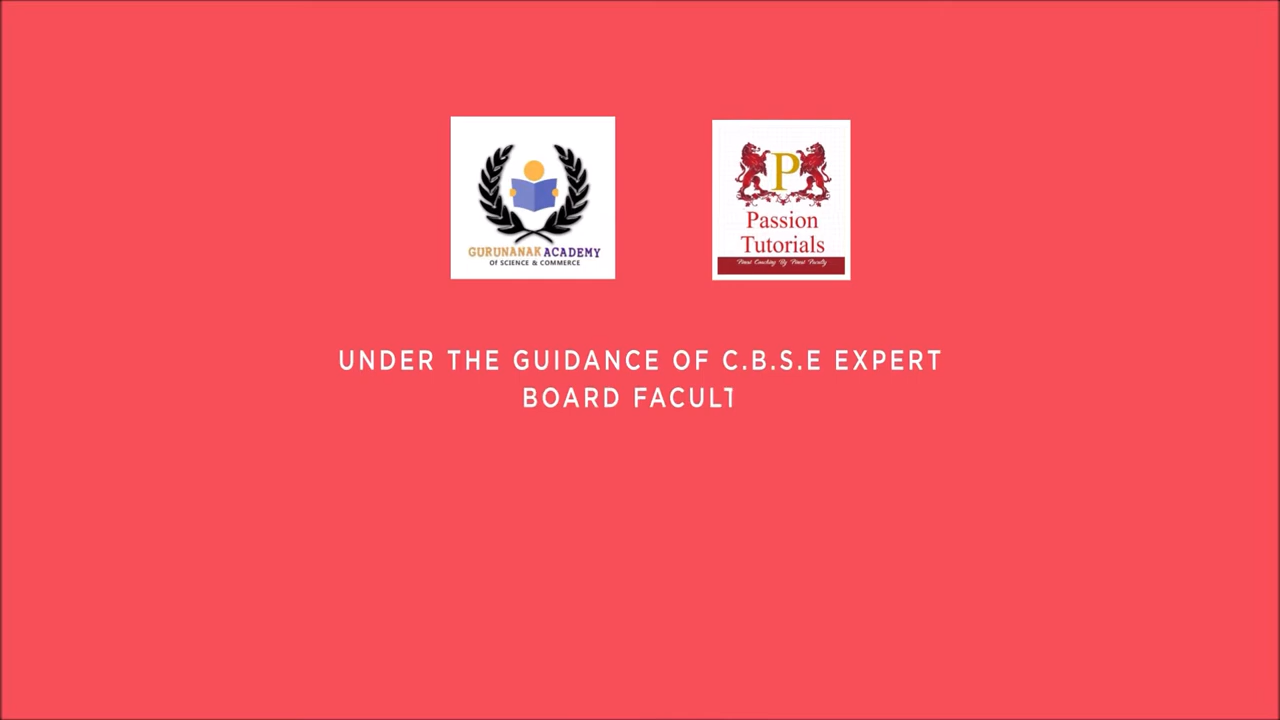 GURUNANAK ACADEMY
OF SCIENCE & COMMERCE
P
Passion
Tutorials
UNDER THE GUIDANCE OF C.B.S.E EXPERT
BOARD FACULT